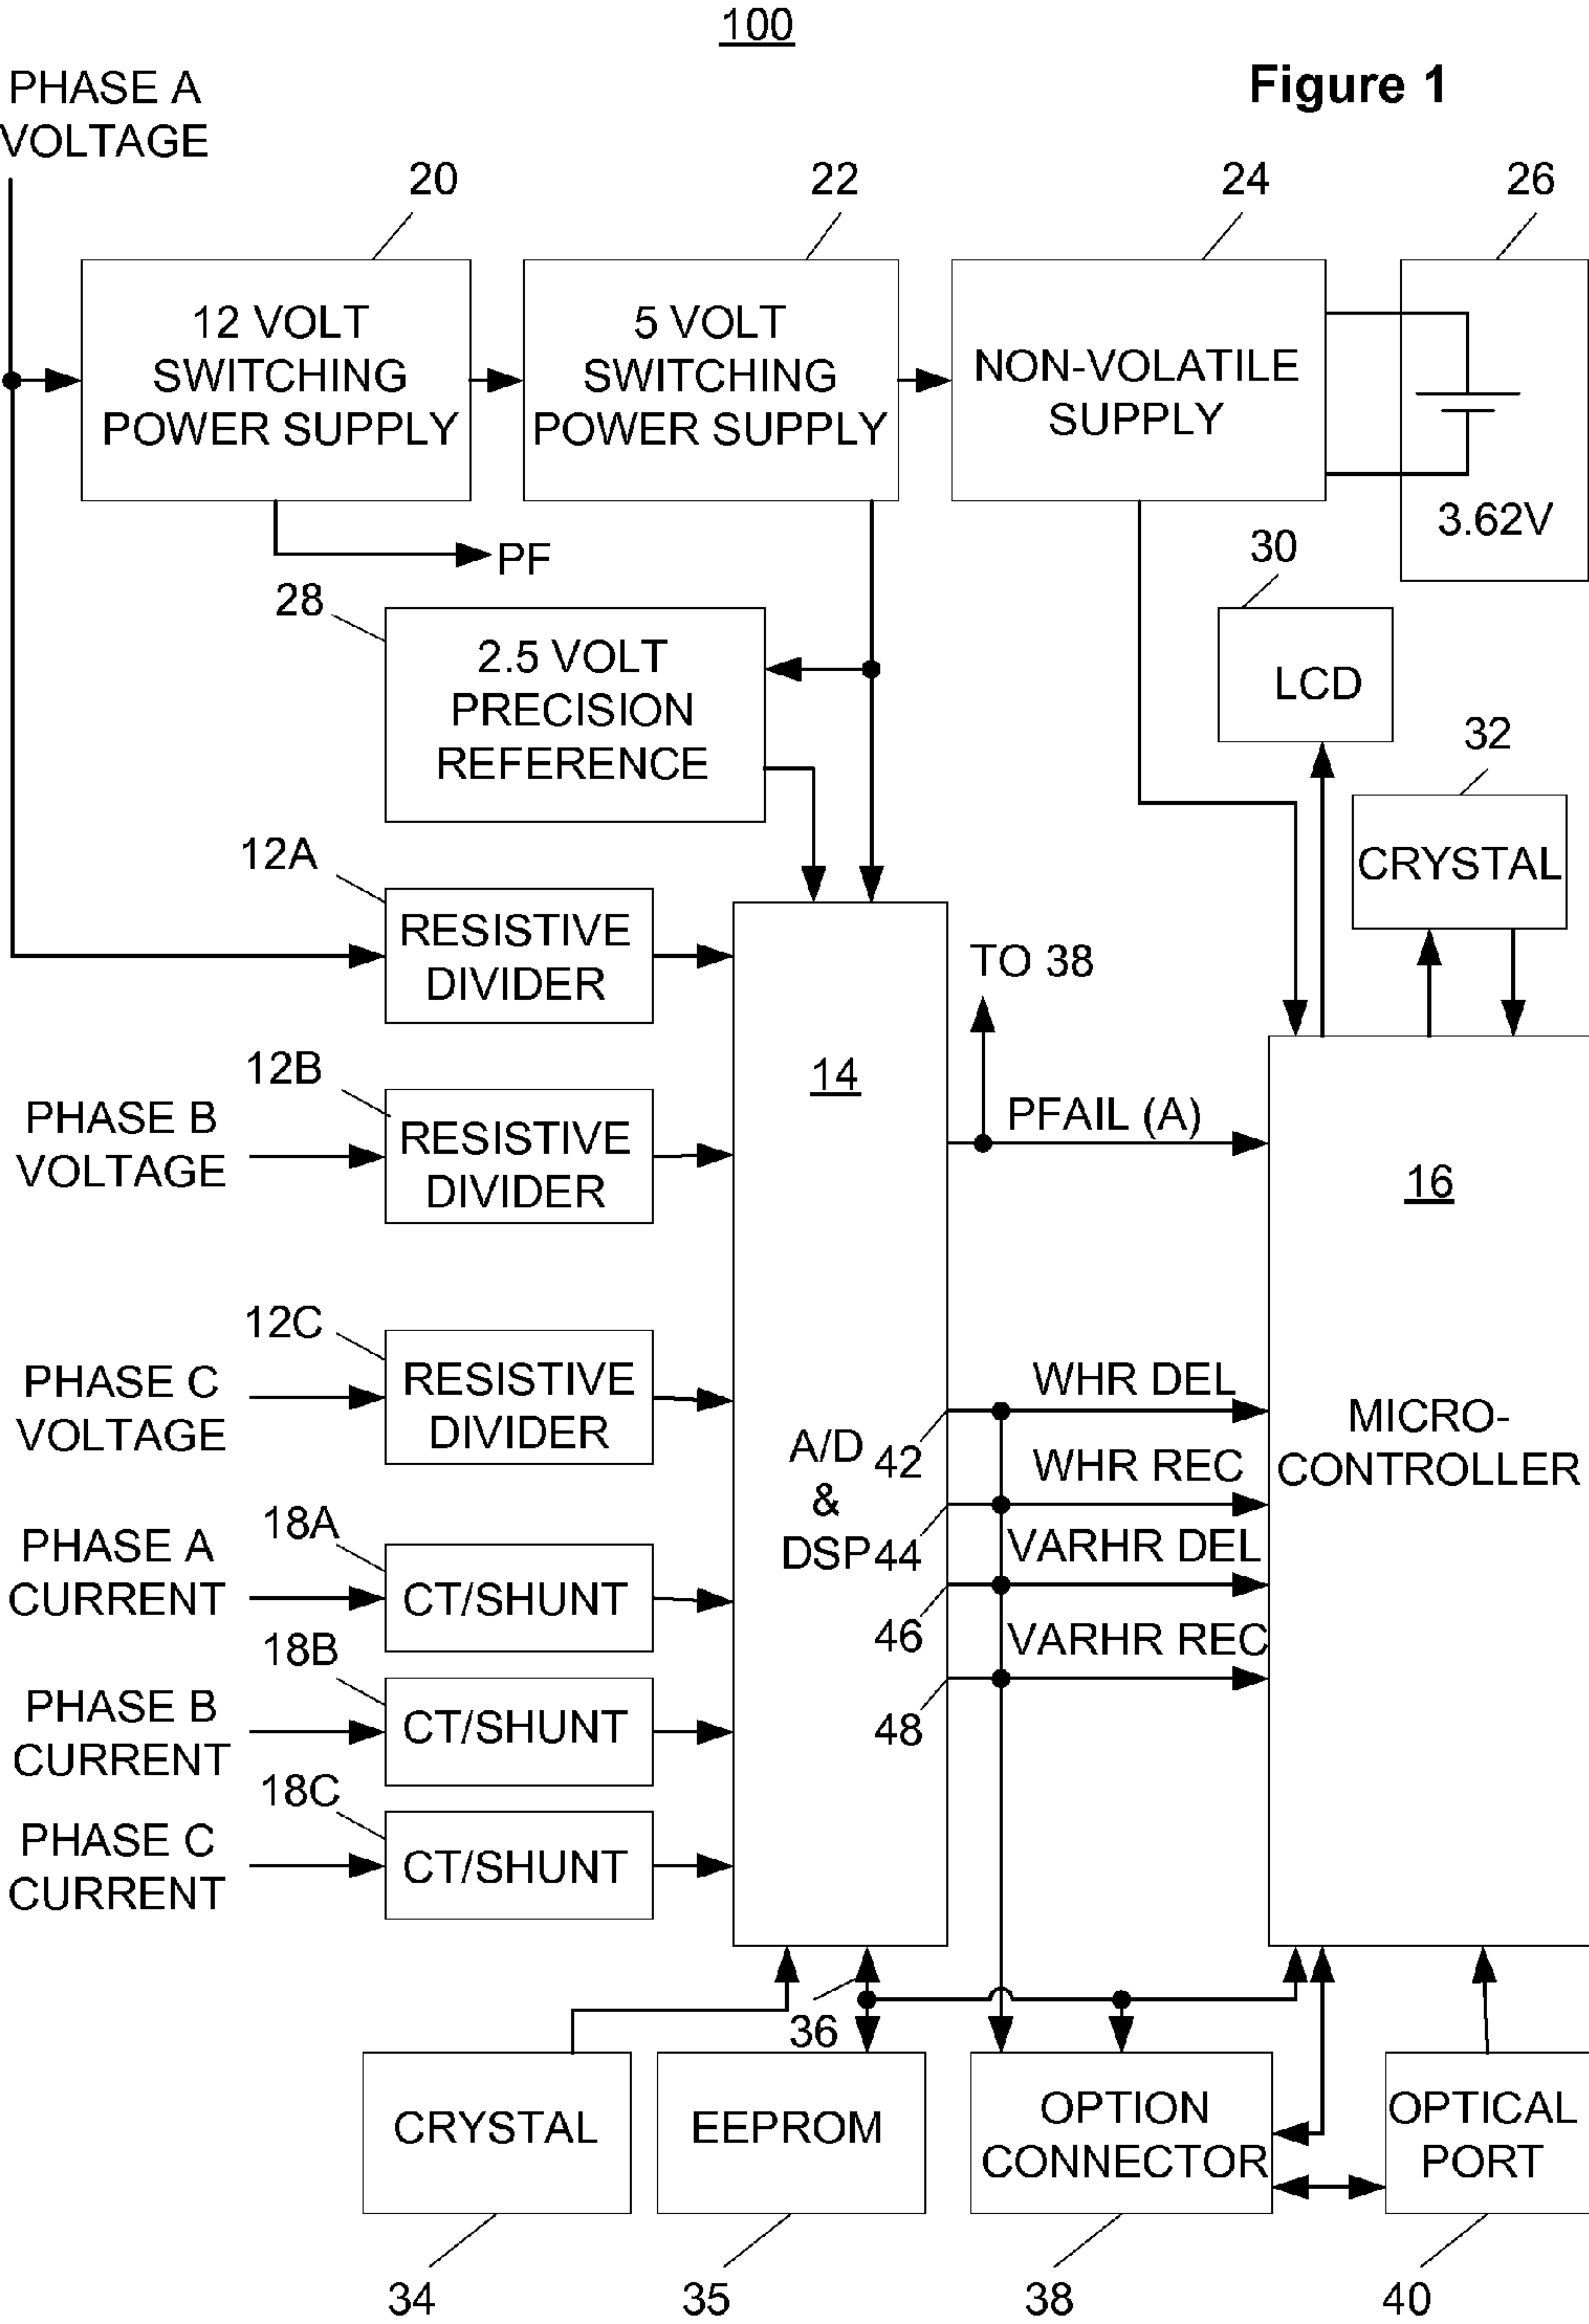 100
Figure 1
PHASE A
VOLTAGE
20
22
24
26
12 VOLT
SWITCHING
POWER SUPPLY
5 VOLT
SWITCHING
POWER SUPPLY
NON-VOLATILE
SUPPLY
3.62V
PF
28
2.5 VOLT
PRECISION
REFERENCE
30
LCD
32
CRYSTAL
12A
RESISTIVE
DIVIDER
TO 38
12B
PHASE B
VOLTAGE
RESISTIVE
DIVIDER
14
PFAIL (A)
16
12C
PHASE C
VOLTAGE
RESISTIVE
DIVIDER
A/D
&
DSP
42
44
46
48
WHR DEL
WHR REC
VARHR DEL
VARHR REC
MICRO-
CONTROLLER
PHASE A
CURRENT
18A
CT/SHUNT
PHASE B
CURRENT
18B
CT/SHUNT
PHASE C
CURRENT
18C
CT/SHUNT
36
CRYSTAL
EEPROM
OPTION
CONNECTOR
OPTICAL
PORT
34
35
38
40